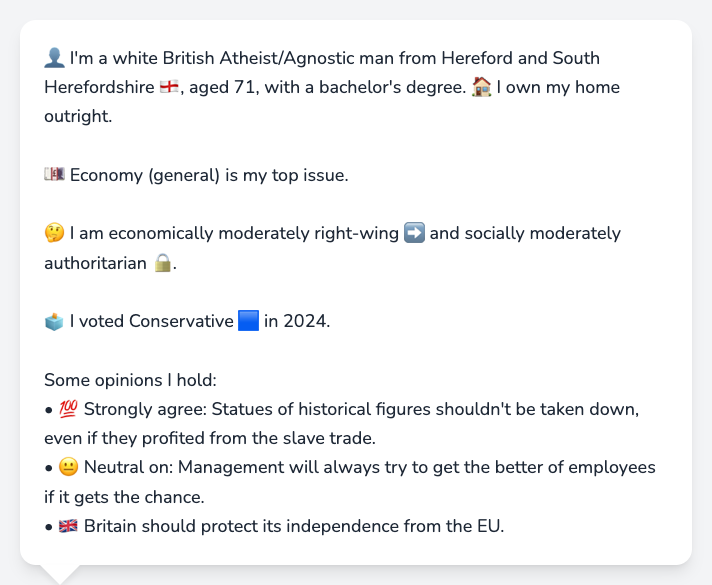 👤 I'm a white British Atheist/Agnostic man from Hereford and South
Herefordshire 🏴󠁧󠁢󠁥󠁮󠁧󠁿, aged 71, with a bachelor's degree. 🏠 I own my home
outright.
💷 Economy (general) is my top issue.
🤔 I am economically moderately right-wing ➡️ and socially moderately
authoritarian 🔒.
🗳️ I voted Conservative 🟦 in 2024.
Some opinions I hold:
• 💯 Strongly agree: Statues of historical figures shouldn't be taken down,
even if they profited from the slave trade.
• 😐 Neutral on: Management will always try to get the better of employees
if it gets the chance.
• 🇬🇧 Britain should protect its independence from the EU.